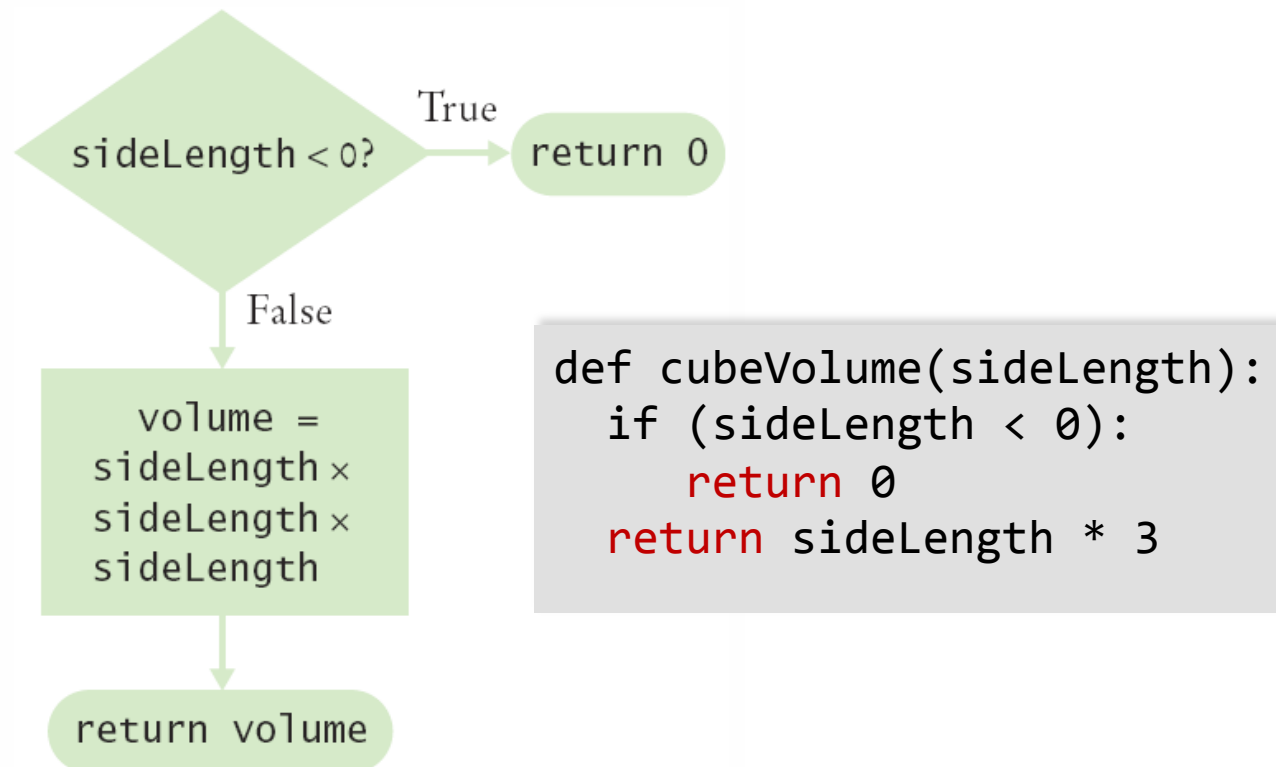 sideLength < 0?
True
return 0
False
volume =
sideLength ×
sideLength ×
sideLength
return volume
def cubeVolume(sideLength):
if (sideLength < 0):
return 0
return sideLength * 3